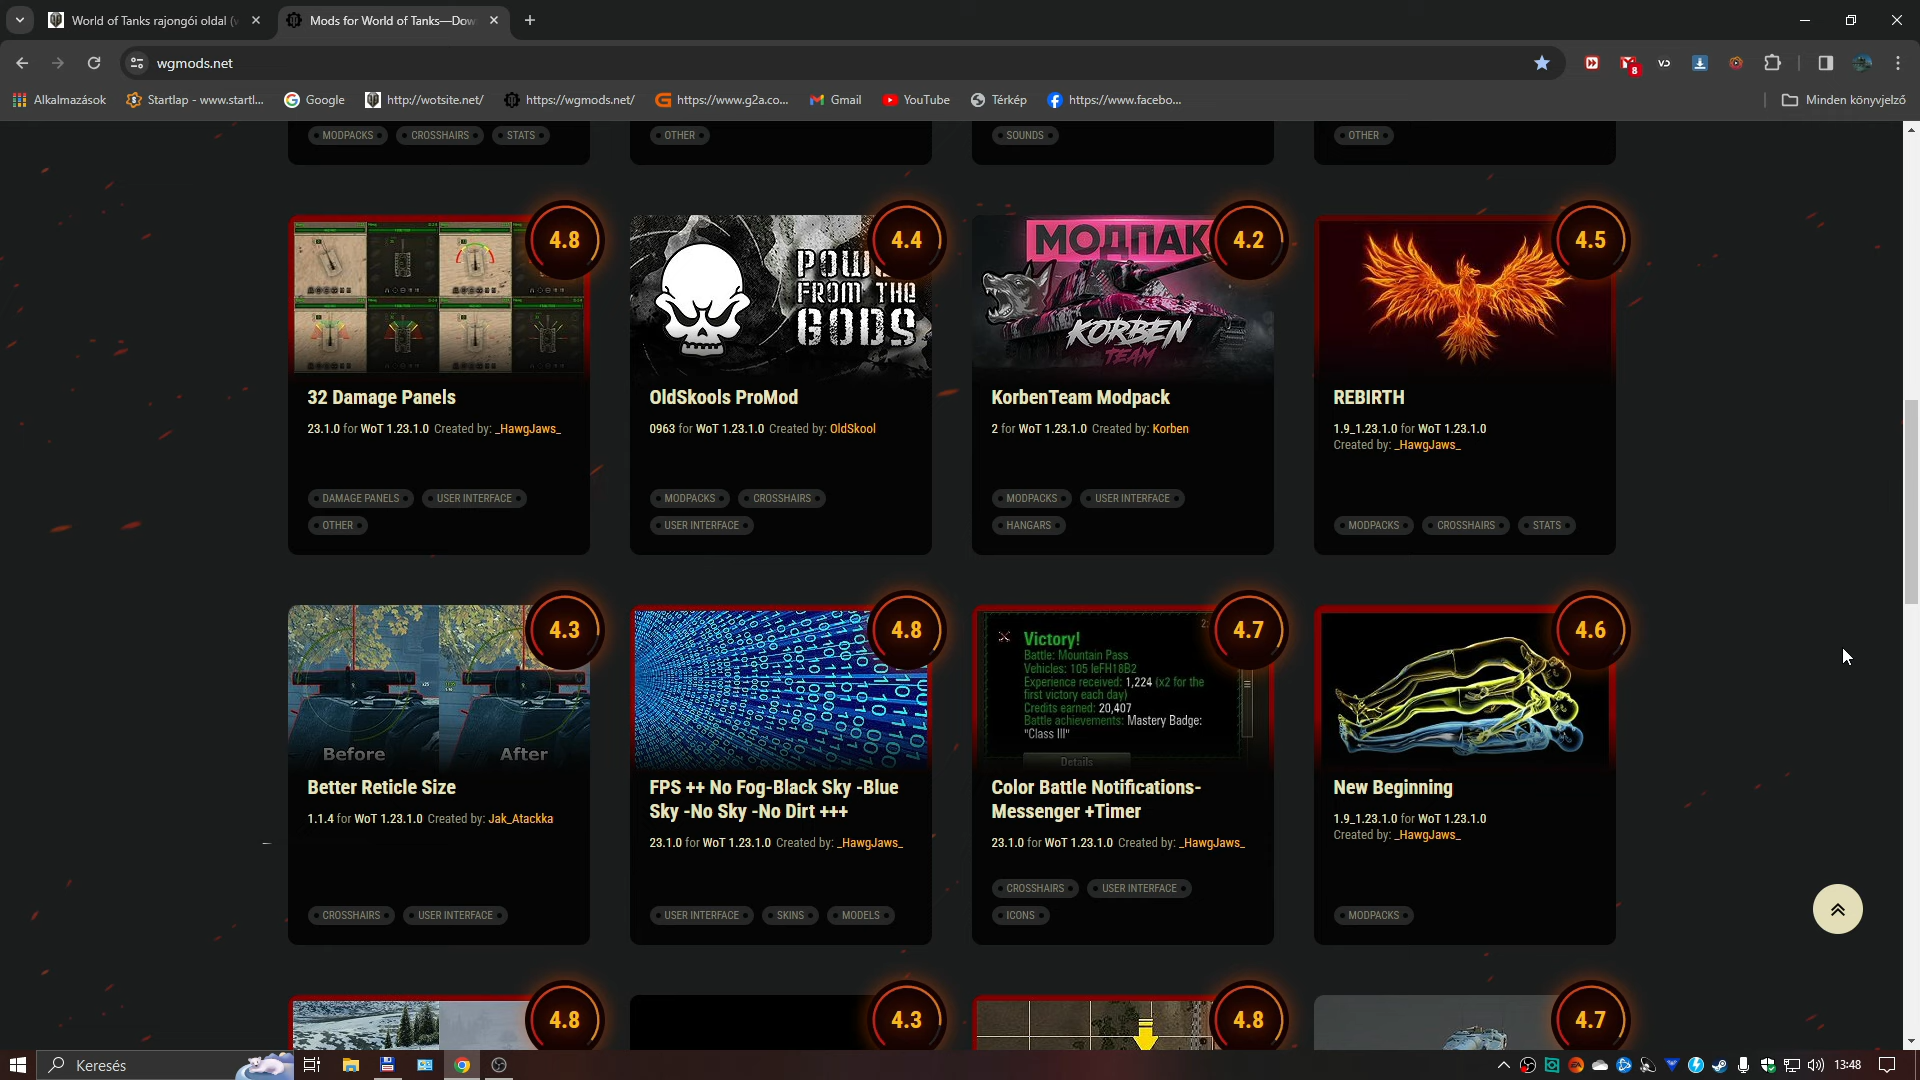 World of Tanks rajongói oldal (w
Mods for World of Tanks—Dow
wgmods.net
8
Alkalmazások
Startlap - www.startl...
Google
http://wotsite.net/
https://wgmods.net/
https://www.g2a.co...
Gmail
YouTube
Térkép
https://www.facebo...
Minden könyvjelző
MODPACKS
CROSSHAIRS
STATS
OTHER
SOUNDS
OTHER
4.8
32 Damage Panels
23.1.0 for WoT 1.23.1.0 Created by: _HawgJaws_
DAMAGE PANELS
USER INTERFACE
OTHER
POW
FROM THE
GODS
4.4
OldSkools ProMod
0963 for WoT 1.23.1.0 Created by: OldSkool
MODPACKS
CROSSHAIRS
USER INTERFACE
МОДПАК
KORBEN
TEAM
4.2
KorbenTeam Modpack
2 for WoT 1.23.1.0 Created by: Korben
MODPACKS
USER INTERFACE
HANGARS
4.5
REBIRTH
1.9_1.23.1.0 for WoT 1.23.1.0
Created by: _HawgJaws_
MODPACKS
CROSSHAIRS
STATS
4.3
Before
After
Better Reticle Size
1.1.4 for WoT 1.23.1.0 Created by: Jak_Atackka
CROSSHAIRS
USER INTERFACE
4.8
FPS ++ No Fog-Black Sky -Blue
Sky -No Sky -No Dirt +++
23.1.0 for WoT 1.23.1.0 Created by: _HawgJaws_
USER INTERFACE
SKINS
MODELS
4.7
Victory!
Battle: Mountain Pass
Vehicles: 105 leFH18B2
Experience received: 1,224 (x2 for the
first victory each day)
Credits earned: 20,407
Battle achievements: Mastery Badge:
"Class III"
Details
Color Battle Notifications-
Messenger +Timer
23.1.0 for WoT 1.23.1.0 Created by: _HawgJaws_
CROSSHAIRS
USER INTERFACE
ICONS
4.6
New Beginning
1.9_1.23.1.0 for WoT 1.23.1.0
Created by: _HawgJaws_
MODPACKS
4.8
4.3
4.8
4.7
Keresés
13:48